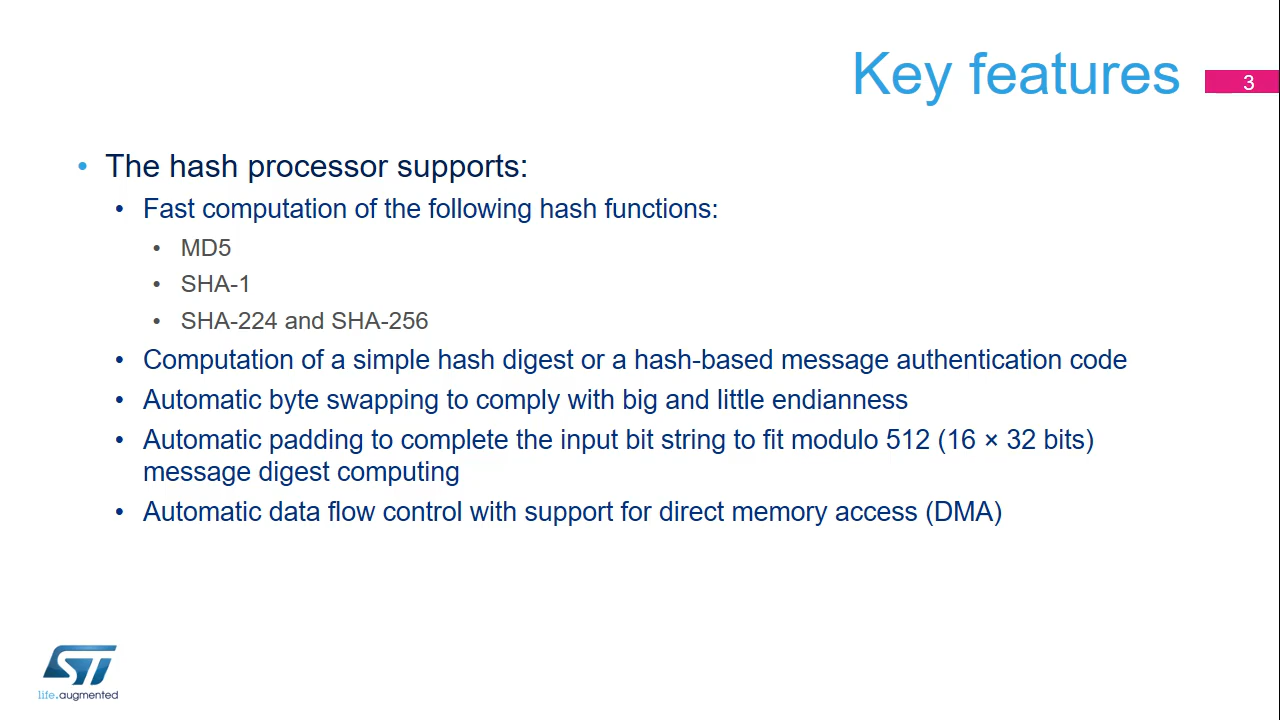 Key features
3
• The hash processor supports:
• Fast computation of the following hash functions:
• MD5
• SHA-1
• SHA-224 and SHA-256
• Computation of a simple hash digest or a hash-based message authentication code
• Automatic byte swapping to comply with big and little endianness
• Automatic padding to complete the input bit string to fit modulo 512 (16 × 32 bits)
message digest computing
• Automatic data flow control with support for direct memory access (DMA)
ST
life.augmented